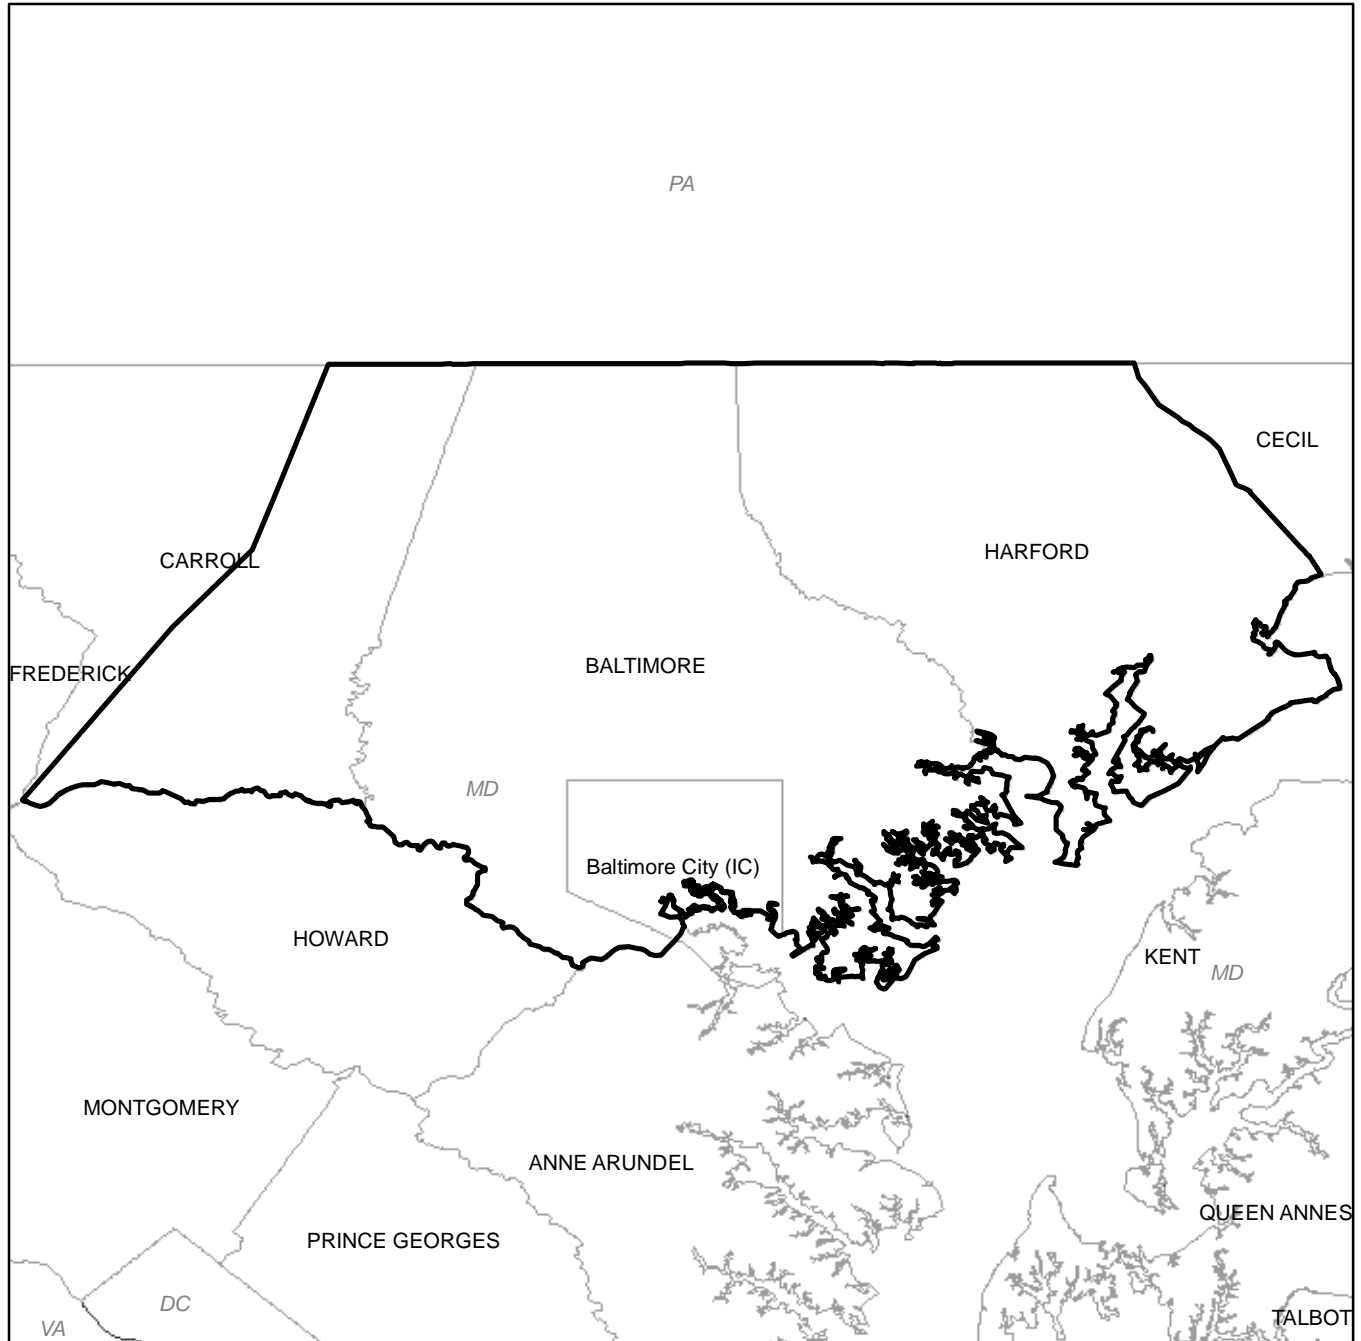 PA
CECIL
HARFORD
CARROLL
BALTIMORE
FREDERICK
MD
Baltimore City (IC)
HOWARD
KENT
MD
MONTGOMERY
ANNE ARUNDEL
QUEEN ANNES
PRINCE GEORGES
DC
TALBOT
VA